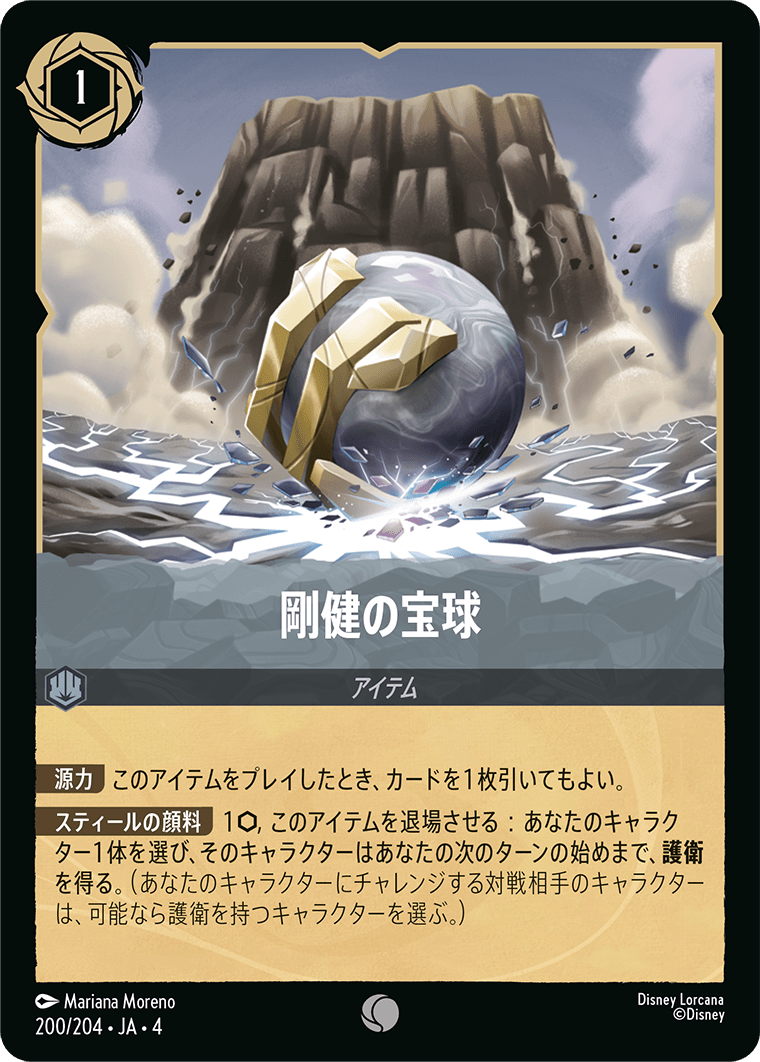 1
剛健の宝球
アイテム
源力 このアイテムをプレイしたとき、カードを1枚引いてもよい。
スティールの顔料 1⬡, このアイテムを退場させる : あなたのキャラク
ター1体を選び、そのキャラクターはあなたの次のターンの始めまで、護衛
を得る。(あなたのキャラクターにチャレンジする対戦相手のキャラクター
は、可能なら護衛を持つキャラクターを選ぶ。)
Mariana Moreno
200/204 • JA • 4
Disney Lorcana
©Disney